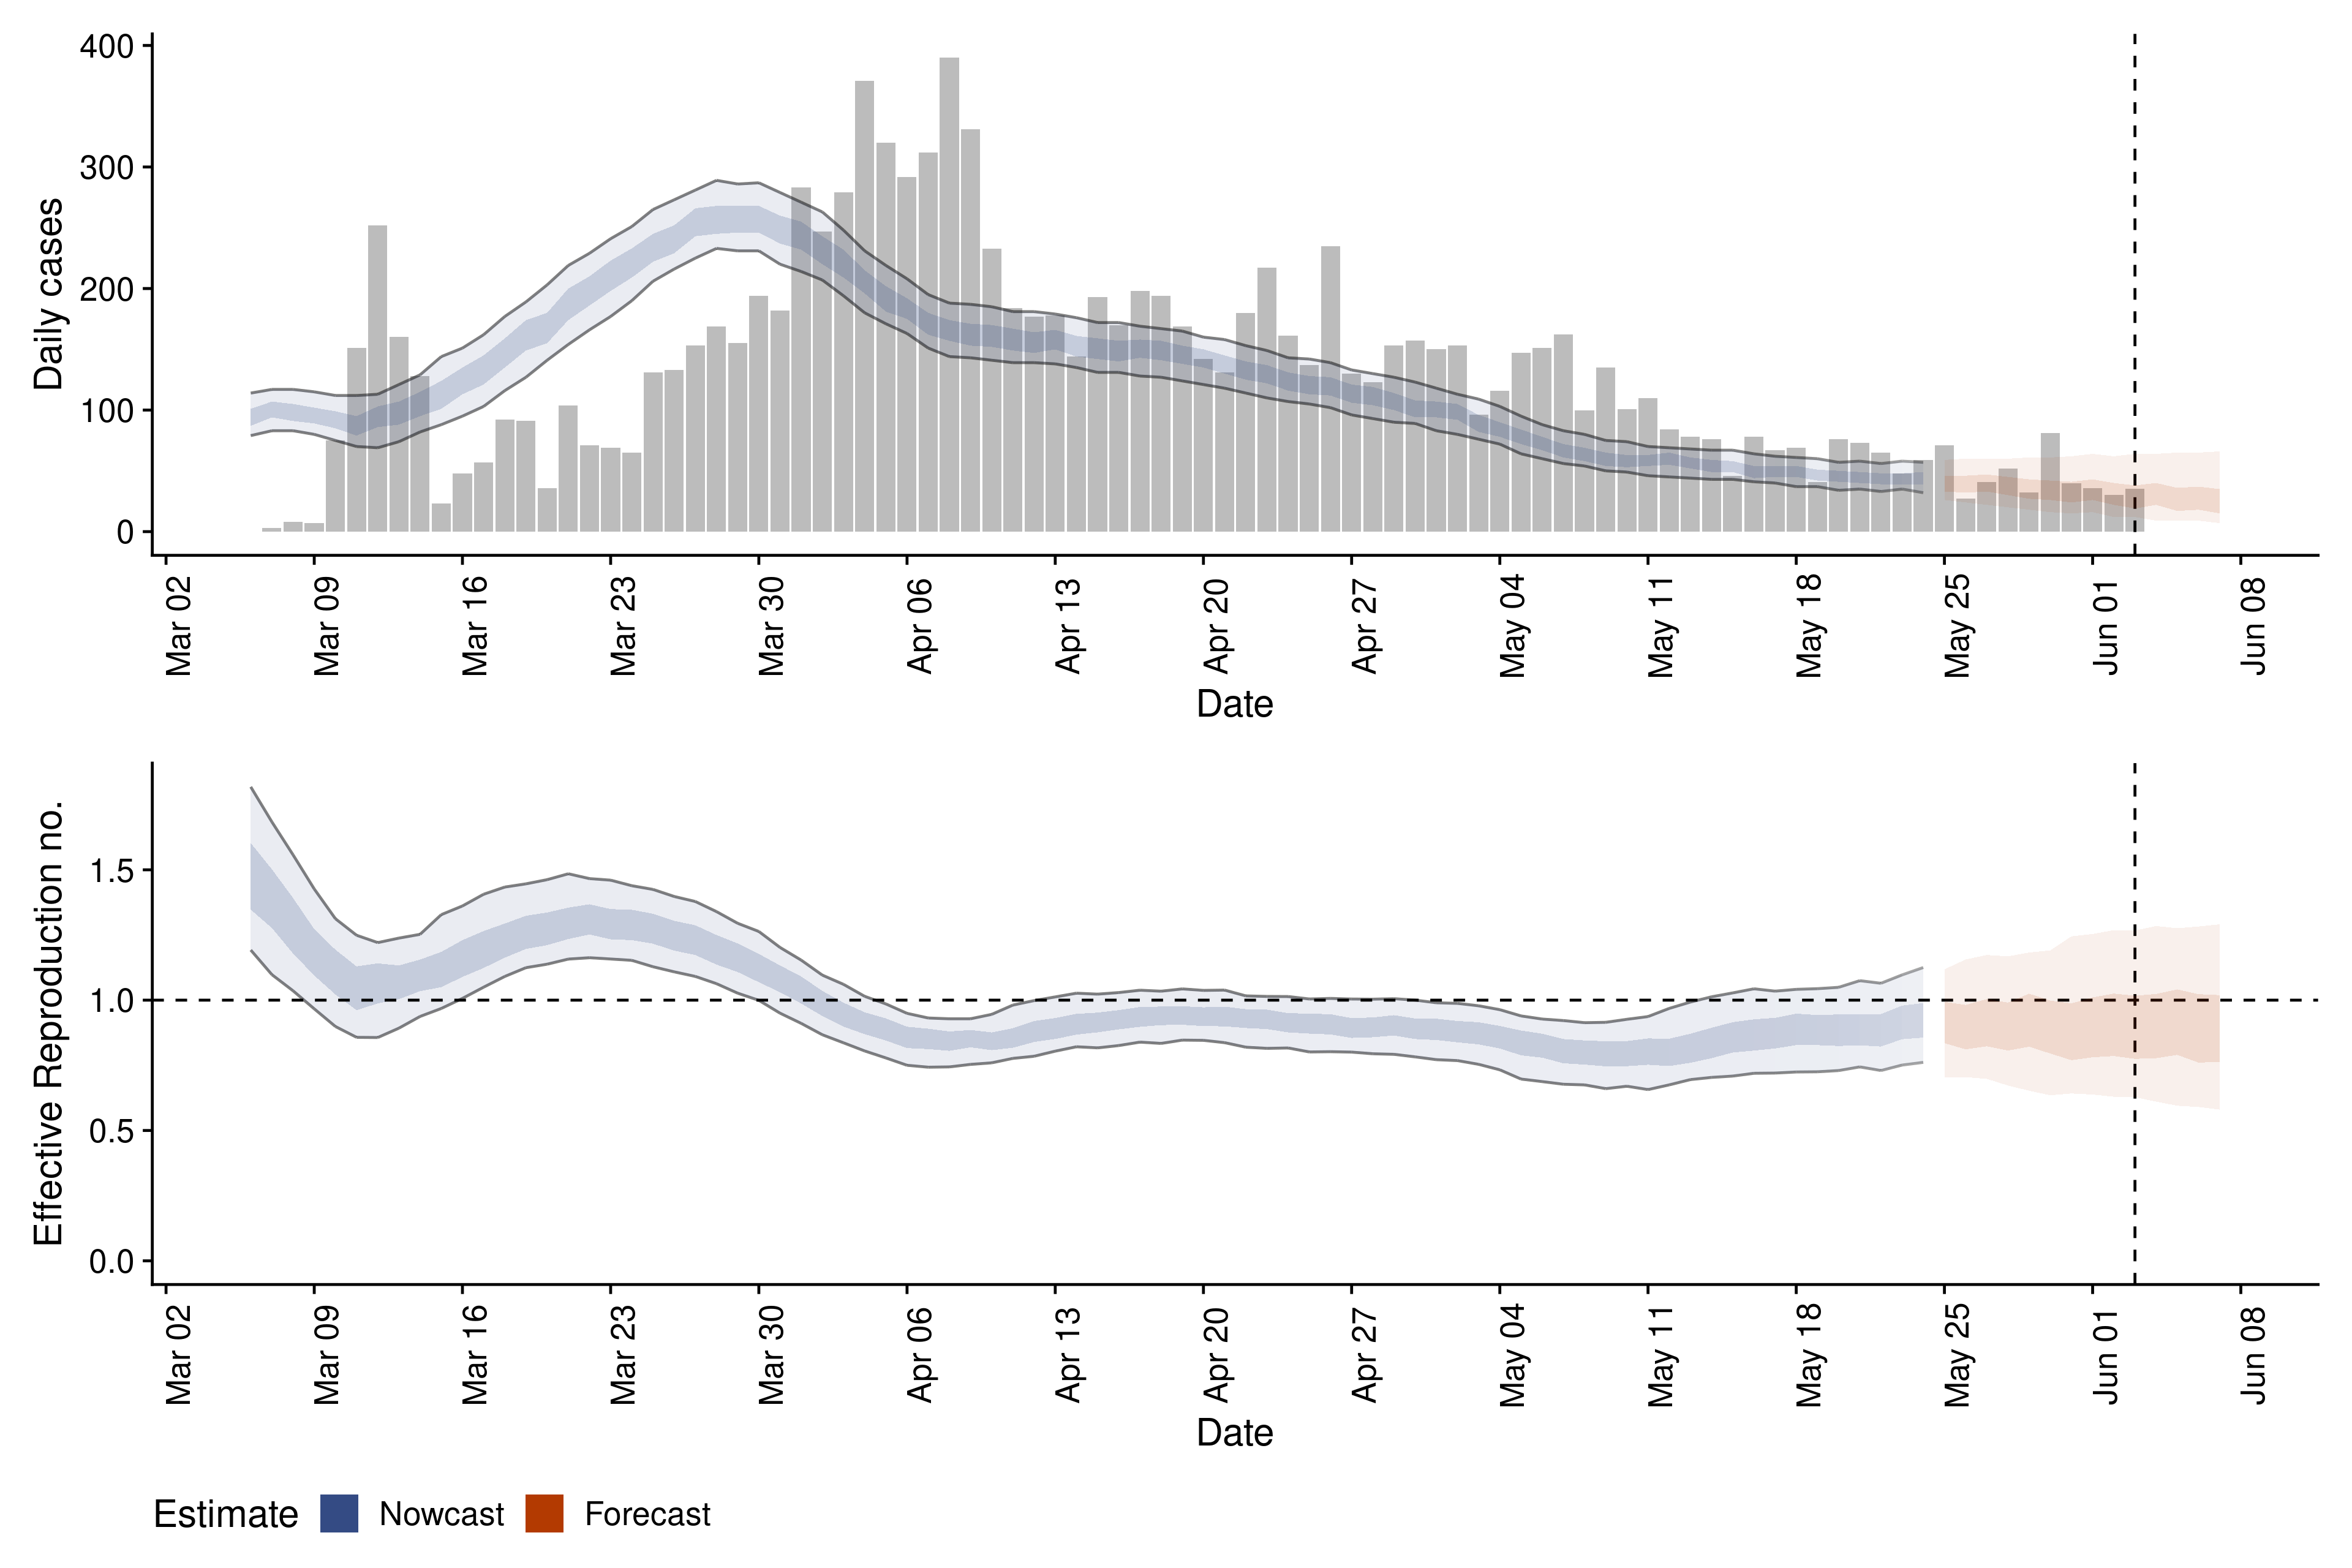 Daily cases
400
300
200
100
0
Mar 02
Mar 09
Mar 16
Mar 23
Mar 30
Apr 06
Apr 13
Apr 20
Apr 27
May 04
May 11
May 18
May 25
Jun 01
Jun 08
Date
Effective Reproduction no.
1.5
1.0
0.5
0.0
Mar 02
Mar 09
Mar 16
Mar 23
Mar 30
Apr 06
Apr 13
Apr 20
Apr 27
May 04
May 11
May 18
May 25
Jun 01
Jun 08
Date
Estimate Nowcast Forecast